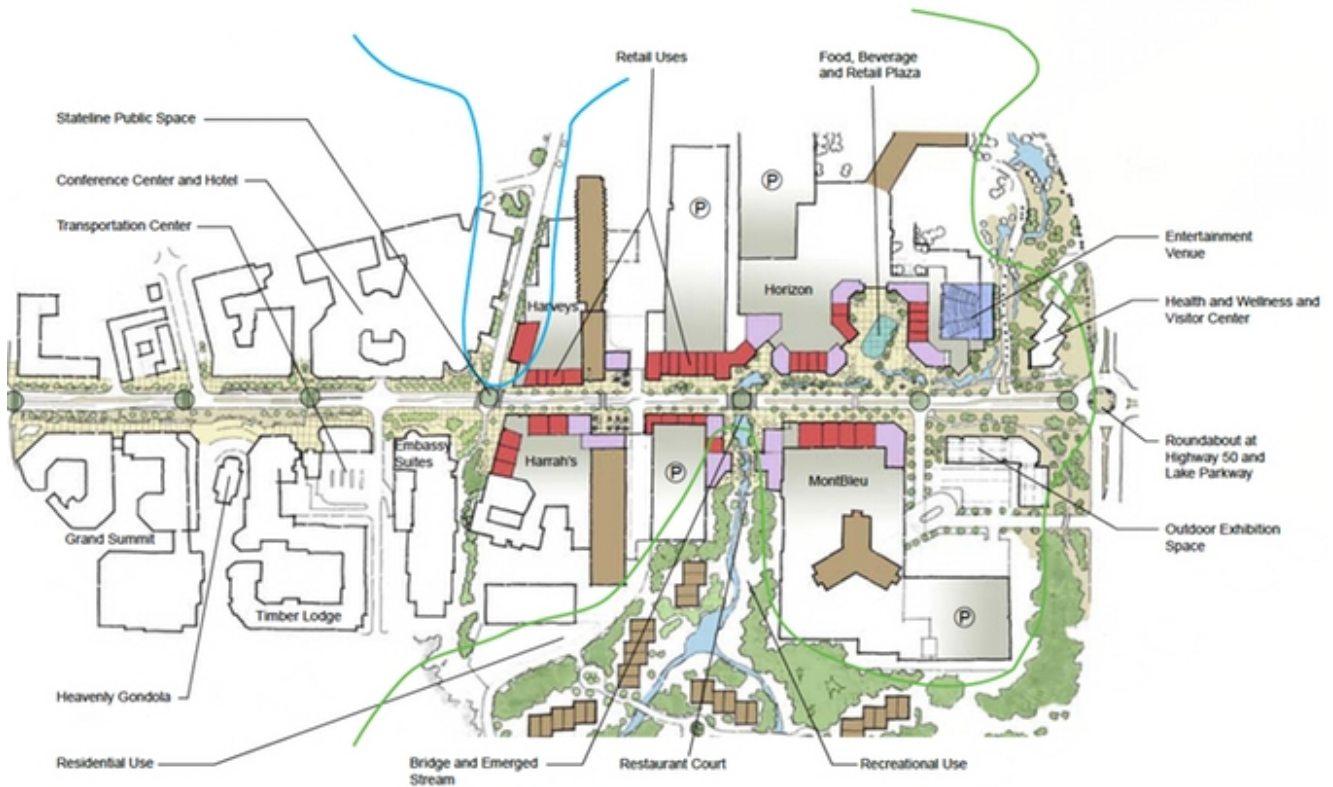 Retail Uses
Food, Beverage
and Retail Plaza
Stateline Public Space
Conference Center and Hotel
Transportation Center
P
P
Entertainment
Venue
Harveys
Horizon
Health and Wellness and
Visitor Center
Embassy
Suites
Harrah's
P
MontBleu
Roundabout at
Highway 50 and
Lake Parkway
Grand Summit
Outdoor Exhibition
Space
Timber Lodge
P
Heavenly Gondola
Residential Use
Bridge and Emerged
Stream
Restaurant Court
Recreational Use